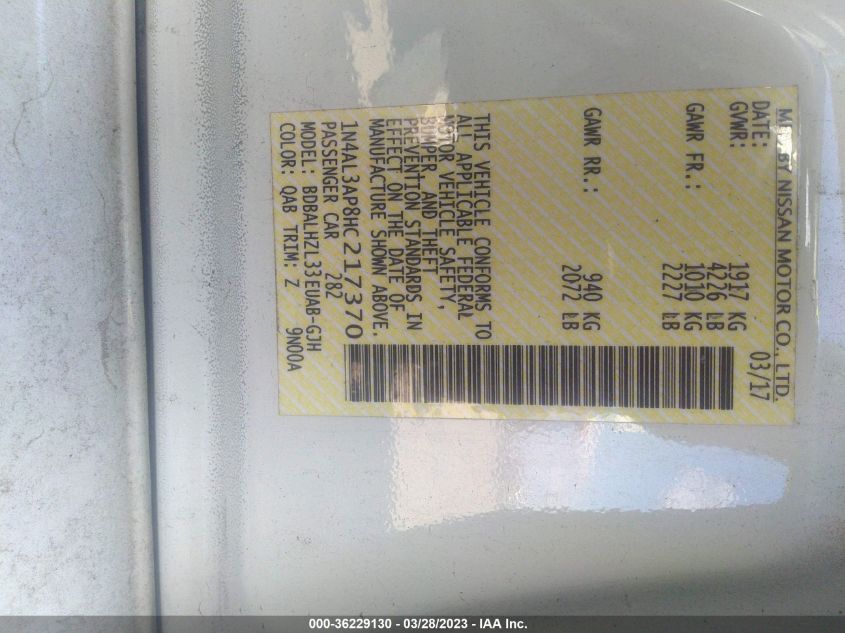 MFD BY NISSAN MOTOR CO., LTD.
DATE: 03/17
GVWR: 1917 KG
4226 LB
GAWR FR.: 1010 KG
2227 LB
GAWR RR.: 940 KG
2072 LB
THIS VEHICLE CONFORMS TO
ALL APPLICABLE FEDERAL
MOTOR VEHICLE SAFETY,
BUMPER, AND THEFT
PREVENTION STANDARDS IN
EFFECT ON THE DATE OF
MANUFACTURE SHOWN ABOVE.
1N4AL3AP8HC217370
PASSENGER CAR 282
MODEL: BDBALHZL33EUAB-GJH
COLOR: QAB TRIM: Z 9N00A
000-36229130 - 03/28/2023 - IAA Inc.